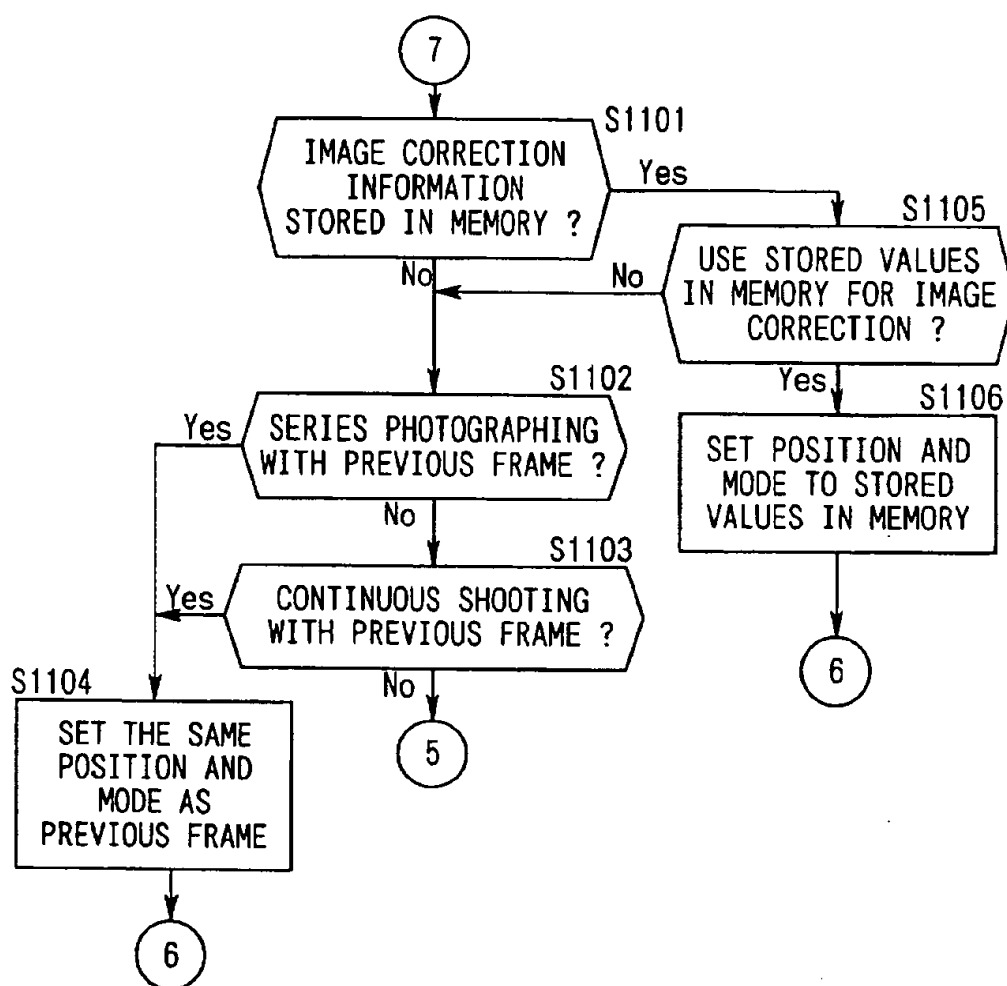 7
S1101
IMAGE CORRECTION
INFORMATION
STORED IN MEMORY ?
Yes
No
S1105
USE STORED VALUES
IN MEMORY FOR IMAGE
CORRECTION ?
No
Yes
S1102
SERIES PHOTOGRAPHING
WITH PREVIOUS FRAME ?
Yes
No
S1106
SET POSITION AND
MODE TO STORED
VALUES IN MEMORY
S1103
CONTINUOUS SHOOTING
WITH PREVIOUS FRAME ?
Yes
No
6
S1104
SET THE SAME
POSITION AND
MODE AS
PREVIOUS FRAME
5
6